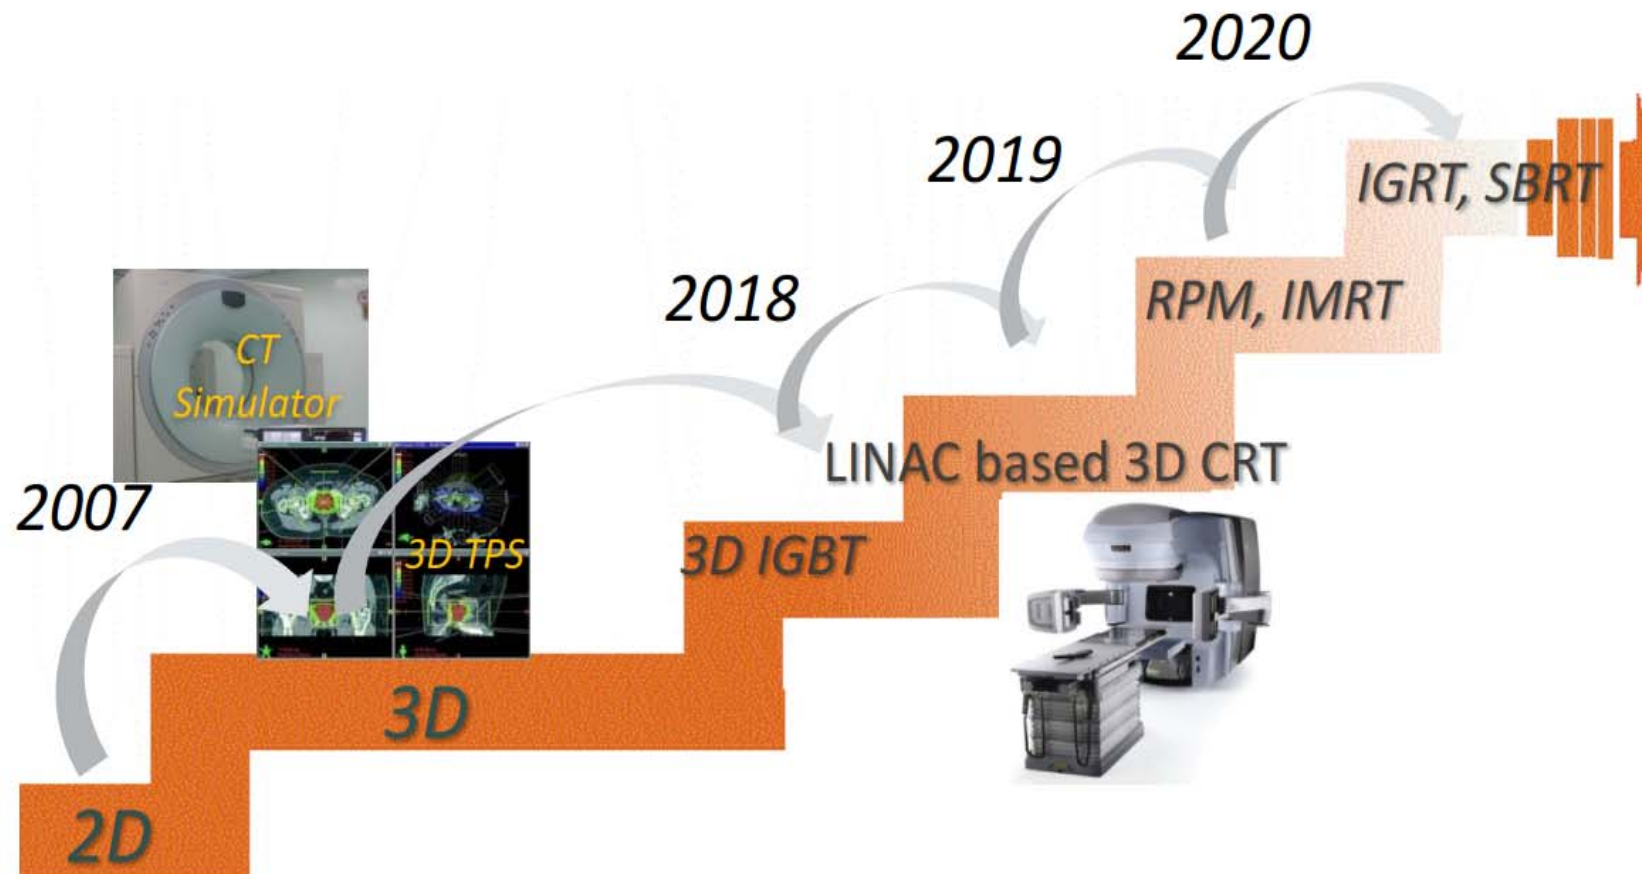 2020
2019
IGRT, SBRT
2018
RPM, IMRT
CT
Simulator
LINAC based 3D CRT
2007
3D TPS
3D IGBT
3D
2D